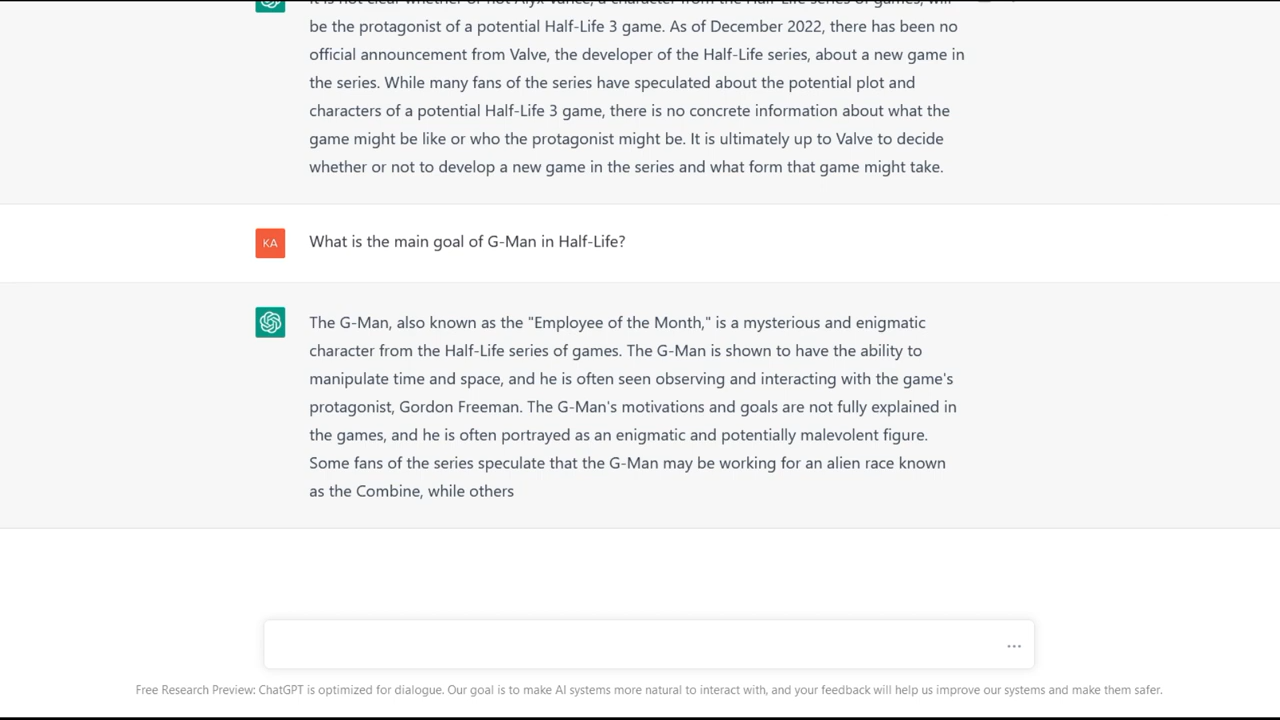 be the protagonist of a potential Half-Life 3 game. As of December 2022, there has been no
official announcement from Valve, the developer of the Half-Life series, about a new game in
the series. While many fans of the series have speculated about the potential plot and
characters of a potential Half-Life 3 game, there is no concrete information about what the
game might be like or who the protagonist might be. It is ultimately up to Valve to decide
whether or not to develop a new game in the series and what form that game might take.
KA
What is the main goal of G-Man in Half-Life?
The G-Man, also known as the "Employee of the Month," is a mysterious and enigmatic
character from the Half-Life series of games. The G-Man is shown to have the ability to
manipulate time and space, and he is often seen observing and interacting with the game's
protagonist, Gordon Freeman. The G-Man's motivations and goals are not fully explained in
the games, and he is often portrayed as an enigmatic and potentially malevolent figure.
Some fans of the series speculate that the G-Man may be working for an alien race known
as the Combine, while others
Free Research Preview: ChatGPT is optimized for dialogue. Our goal is to make AI systems more natural to interact with, and your feedback will help us improve our systems and make them safer.